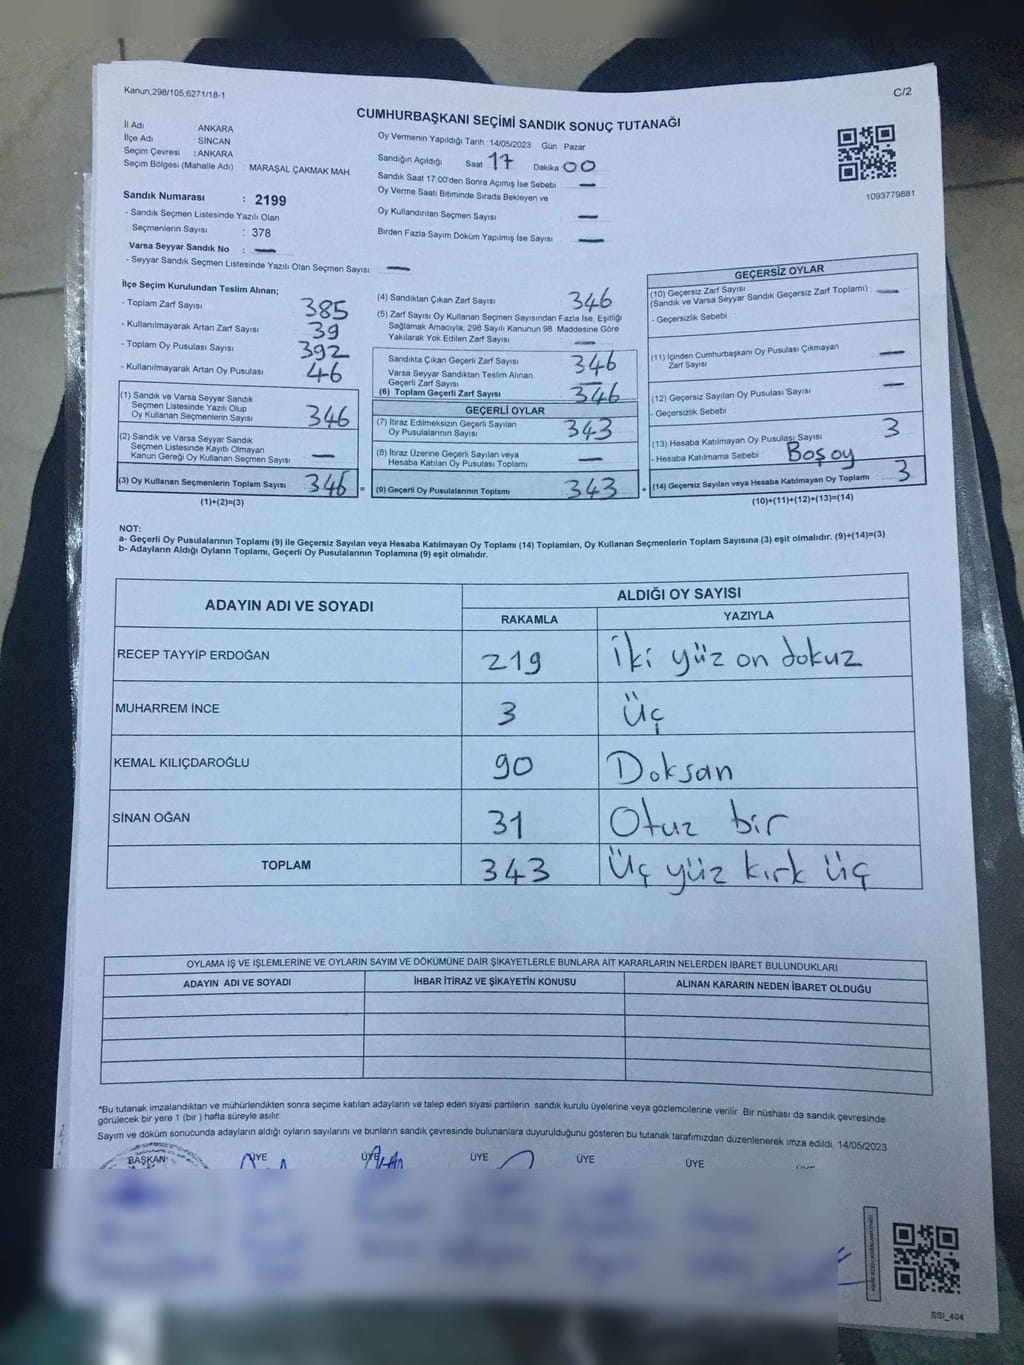 Kanun,298/105,6271/18-1
C/2
CUMHURBAŞKANI SEÇİMİ SANDIK SONUÇ TUTANAĞI
İl Adı ANKARA
İlçe Adı SİNCAN
Seçim Çevresi : ANKARA
Seçim Bölgesi (Mahalle Adı) : MARAŞAL ÇAKMAK MAH.
Sandık Numarası : 2199
- Sandık Seçmen Listesinde Yazılı Olan
Seçmenlerin Sayısı : 378
Varsa Seyyar Sandık No : —
- Seyyar Sandık Seçmen Listesinde Yazılı Olan Seçmen Sayısı: —
Oy Vermenin Yapıldığı Tarih : 14/05/2023 Gün Pazar
Sandığın Açıldığı Saat 17 Dakika 00
Sandık Saat 17:00'den Sonra Açımış İse Sebebi —
Oy Verme Saati Bitiminde Sırada Bekleyen ve
Oy Kullandırılan Seçmen Sayısı —
Birden Fazla Sayım Döküm Yapılmış İse Sayısı —
1093779881
İlçe Seçim Kurulundan Teslim Alınan;
- Toplam Zarf Sayısı 385
- Kullanılmayarak Artan Zarf Sayısı 39
- Toplam Oy Pusulası Sayısı 392
- Kullanılmayarak Artan Oy Pusulası 46
(1) Sandık ve Varsa Seyyar Sandık
Seçmen Listesinde Yazılı Olup
Oy Kullanan Seçmenlerin Sayısı 346
(2) Sandık ve Varsa Seyyar Sandık
Seçmen Listesinde Kayıtlı Olmayan
Kanun Gereği Oy Kullanan Seçmen Sayısı —
(3) Oy Kullanan Seçmenlerin Toplam Sayısı 346 =
(1)+(2)=(3)
(4) Sandıktan Çıkan Zarf Sayısı 346
(5) Zarf Sayısı Oy Kullanan Seçmen Sayısından Fazla İse, Eşitliği
Sağlamak Amacıyla, 298 Sayılı Kanunun 98. Maddesine Göre
Yakılarak Yok Edilen Zarf Sayısı —
Sandıkta Çıkan Geçerli Zarf Sayısı 346
Varsa Seyyar Sandıktan Teslim Alınan
Geçerli Zarf Sayısı —
(6) Toplam Geçerli Zarf Sayısı 346
GEÇERLİ OYLAR
(7) İtiraz Edilmeksizin Geçerli Sayılan
Oy Pusulalarının Sayısı 343
(8) İtiraz Üzerine Geçerli Sayılan veya
Hesaba Katılan Oy Pusulası Toplamı —
(9) Geçerli Oy Pusulalarının Toplamı 343 +
GEÇERSİZ OYLAR
(10) Geçersiz Zarf Sayısı
(Sandık ve Varsa Seyyar Sandık Geçersiz Zarf Toplamı) : —
- Geçersizlik Sebebi :
(11) İçinden Cumhurbaşkanı Oy Pusulası Çıkmayan
Zarf Sayısı —
(12) Geçersiz Sayılan Oy Pusulası Sayısı —
- Geçersizlik Sebebi
(13) Hesaba Katılmayan Oy Pusulası Sayısı 3
- Hesaba Katılmama Sebebi Boş oy
(14) Geçersiz Sayılan veya Hesaba Katılmayan Oy Toplamı 3
(10)+(11)+(12)+(13)=(14)
NOT:
a- Geçerli Oy Pusulalarının Toplamı (9) ile Geçersiz Sayılan veya Hesaba Katılmayan Oy Toplamı (14) Toplamları, Oy Kullanan Seçmenlerin Toplam Sayısına (3) eşit olmalıdır. (9)+(14)=(3)
b- Adayların Aldığı Oyların Toplamı, Geçerli Oy Pusulalarının Toplamına (9) eşit olmalıdır.
ADAYIN ADI VE SOYADI ALDIĞI OY SAYISI
RAKAMLA YAZIYLA
RECEP TAYYİP ERDOĞAN 219 İki yüz on dokuz
MUHARREM İNCE 3 Üç
KEMAL KILIÇDAROĞLU 90 Doksan
SİNAN OĞAN 31 Otuz bir
TOPLAM 343 Üç yüz kırk üç
OYLAMA İŞ VE İŞLEMLERİNE VE OYLARIN SAYIM VE DÖKÜMÜNE DAİR ŞİKAYETLERLE BUNLARA AİT KARARLARIN NELERDEN İBARET BULUNDUKLARI
ADAYIN ADI VE SOYADI İHBAR İTİRAZ VE ŞİKAYETİN KONUSU ALINAN KARARIN NEDEN İBARET OLDUĞU
*Bu tutanak imzalandıktan ve mühürlendikten sonra seçime katılan adayların ve talep eden siyasi partilerin sandık kurulu üyelerine veya gözlemcilerine verilir. Bir nüshası da sandık çevresinde
görülecek bir yere 1 (bir) hafta süreyle asılır.
Sayım ve döküm sonucunda adayların aldığı oyların sayılarını ve bunların sandık çevresinde bulunanlara duyurulduğunu gösteren bu tutanak tarafımızdan düzenlenerek imza edildi. 14/05/2023
BAŞKAN ÜYE ÜYE ÜYE ÜYE ÜYE
SSI_404